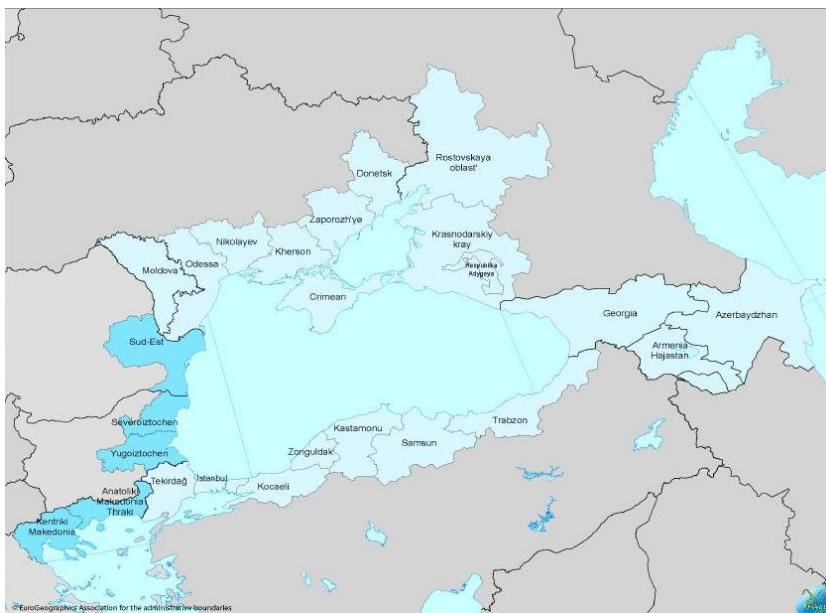 Rostovskaya
oblast'
Donetsk
Zaporozh'ye
Nikolayev
Kherson
Krasnodarskiy
kray
Respublika
Adygeya
Odessa
Moldova
Crimean
Georgia
Azerbaydzhan
Sud-Est
Armenia
Hajastan
Severoiztochen
Kastamonu
Trabzon
Samsun
Yugoiztochen
Zonguldak
Tekirdağ
Istanbul
Kocaeli
Anatoliki
Makedonia
Thraki
Kentriki
Makedonia
© EuroGeographics Association for the administrative boundaries